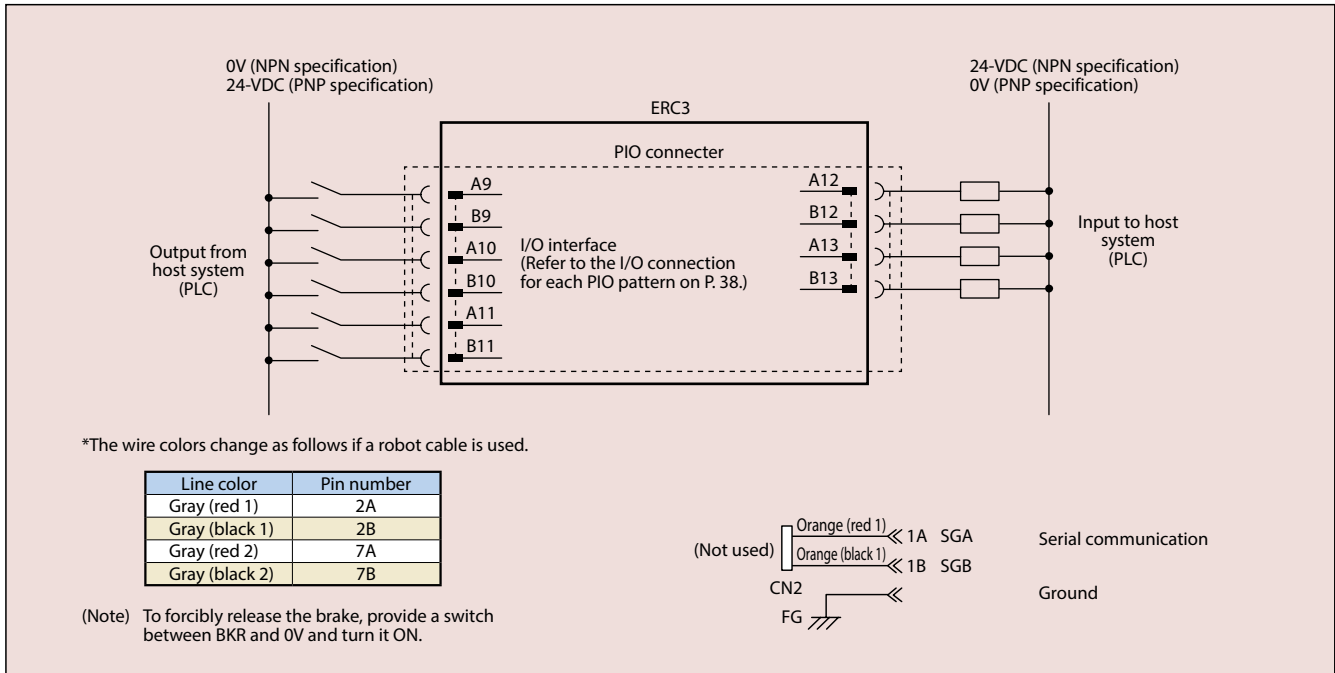 0V (NPN specification)
24-VDC (PNP specification)
24-VDC (NPN specification)
0V (PNP specification)
ERC3
PIO connecter
A9
B9
A10
B10
A11
B11
A12
B12
A13
B13
Output from
host system
(PLC)
I/O interface
(Refer to the I/O connection
for each PIO pattern on P. 38.)
Input to host
system
(PLC)
*The wire colors change as follows if a robot cable is used.
Line color Pin number
Gray (red 1) 2A
Gray (black 1) 2B
Gray (red 2) 7A
Gray (black 2) 7B
(Note) To forcibly release the brake, provide a switch
between BKR and 0V and turn it ON.
(Not used)
Orange (red 1) 1A SGA
Orange (black 1) 1B SGB
Serial communication
CN2
FG
Ground